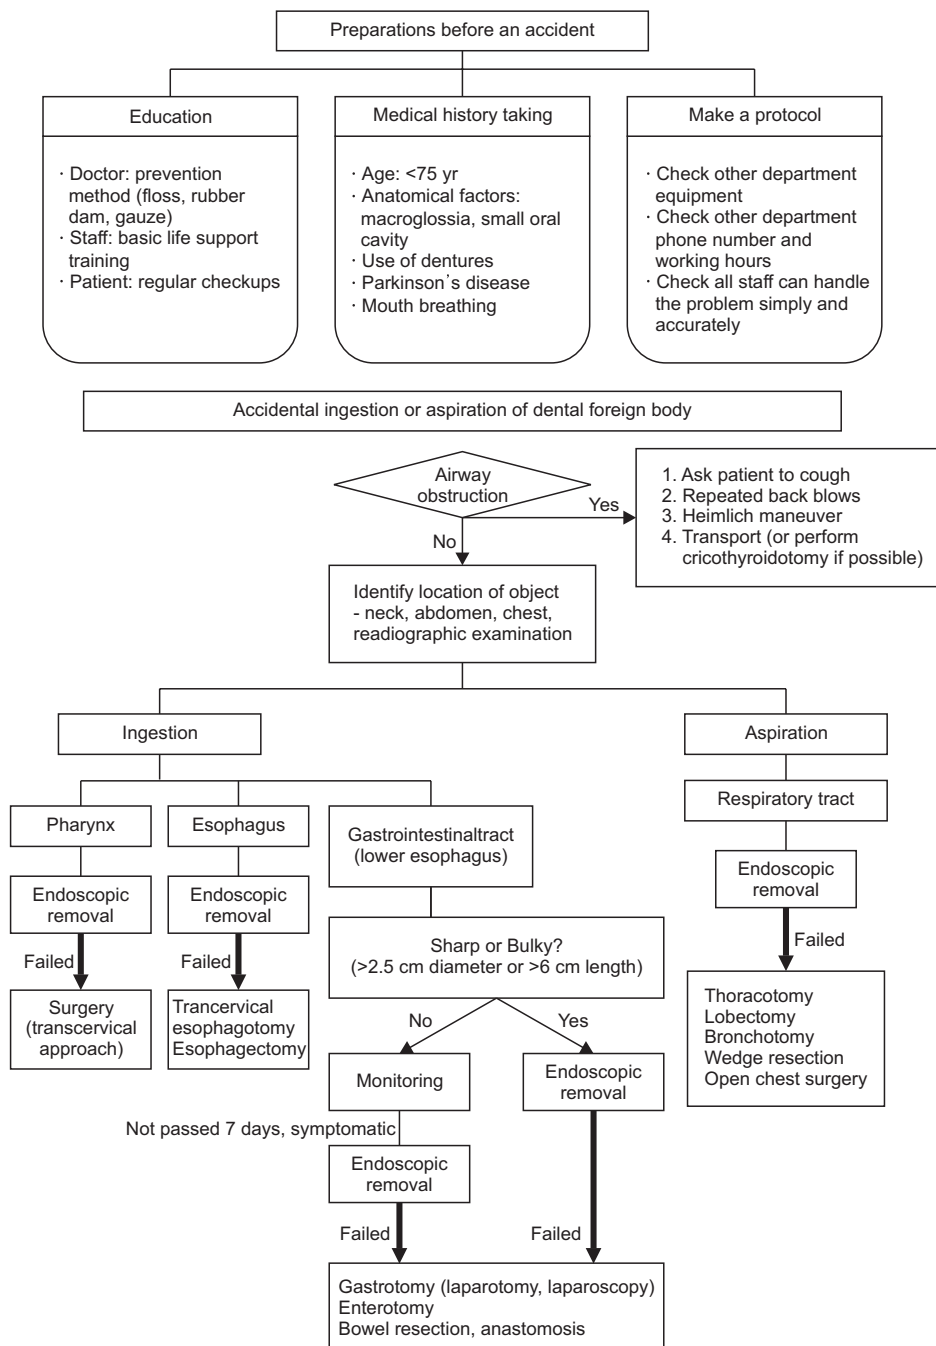 Preparations before an accident
Education
· Doctor: prevention
method (floss, rubber
dam, gauze)
· Staff: basic life support
training
· Patient: regular checkups
Medical history taking
· Age: <75 yr
· Anatomical factors:
macroglossia, small oral
cavity
· Use of dentures
· Parkinson's disease
· Mouth breathing
Make a protocol
· Check other department
equipment
· Check other department
phone number and
working hours
· Check all staff can handle
the problem simply and
accurately
Accidental ingestion or aspiration of dental foreign body
Airway
obstruction
Yes
1. Ask patient to cough
2. Repeated back blows
3. Heimlich maneuver
4. Transport (or perform
cricothyroidotomy if possible)
No
Identify location of object
- neck, abdomen, chest,
readiographic examination
Ingestion
Aspiration
Pharynx
Endoscopic
removal
Failed
Surgery
(transcervical
approach)
Esophagus
Endoscopic
removal
Failed
Trancervical
esophagotomy
Esophagectomy
Gastrointestinaltract
(lower esophagus)
Sharp or Bulky?
(>2.5 cm diameter or >6 cm length)
No
Yes
Monitoring
Endoscopic
removal
Not passed 7 days, symptomatic
Endoscopic
removal
Failed
Failed
Gastrotomy (laparotomy, laparoscopy)
Enterotomy
Bowel resection, anastomosis
Respiratory tract
Endoscopic
removal
Failed
Thoracotomy
Lobectomy
Bronchotomy
Wedge resection
Open chest surgery